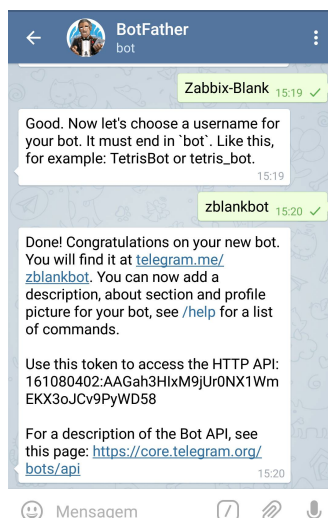 BotFather
bot
Zabbix-Blank 15:19
Good. Now let's choose a username for
your bot. It must end in `bot`. Like this,
for example: TetrisBot or tetris_bot.
15:19
zblankbot 15:20
Done! Congratulations on your new bot.
You will find it at telegram.me/
zblankbot. You can now add a
description, about section and profile
picture for your bot, see /help for a list
of commands.
Use this token to access the HTTP API:
161080402:AAGah3HIxM9jUr0NX1Wm
EKX3oJCv9PyWD58
For a description of the Bot API, see
this page: https://core.telegram.org/
bots/api
15:20
Mensagem